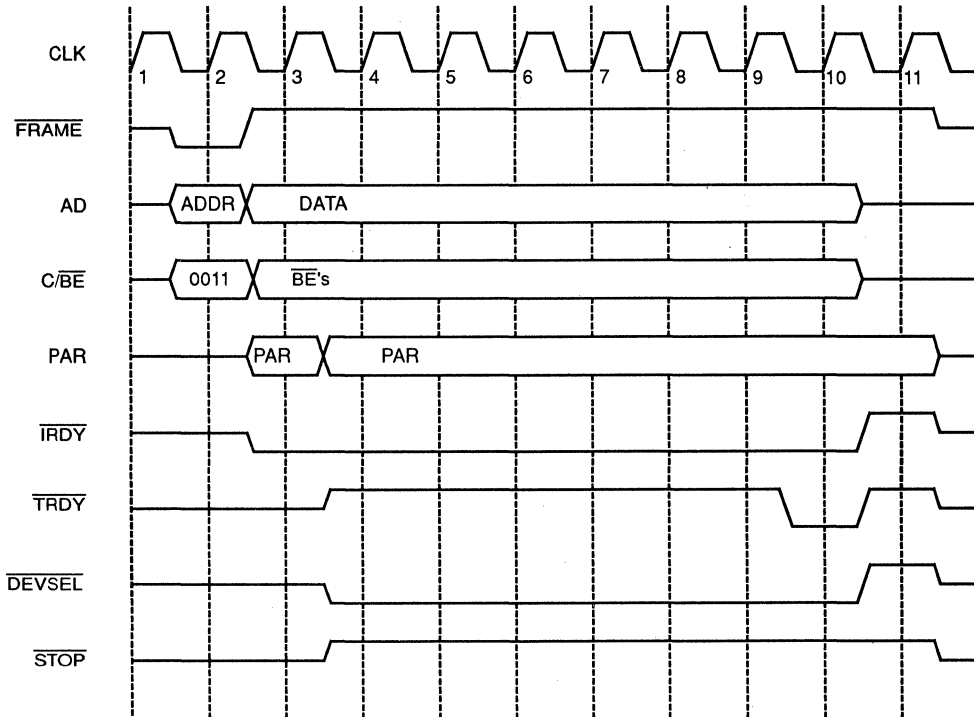 CLK
1 2 3 4 5 6 7 8 9 10 11
FRAME
AD ADDR DATA
C/BE 0011 BE's
PAR PAR PAR
IRDY
TRDY
DEVSEL
STOP